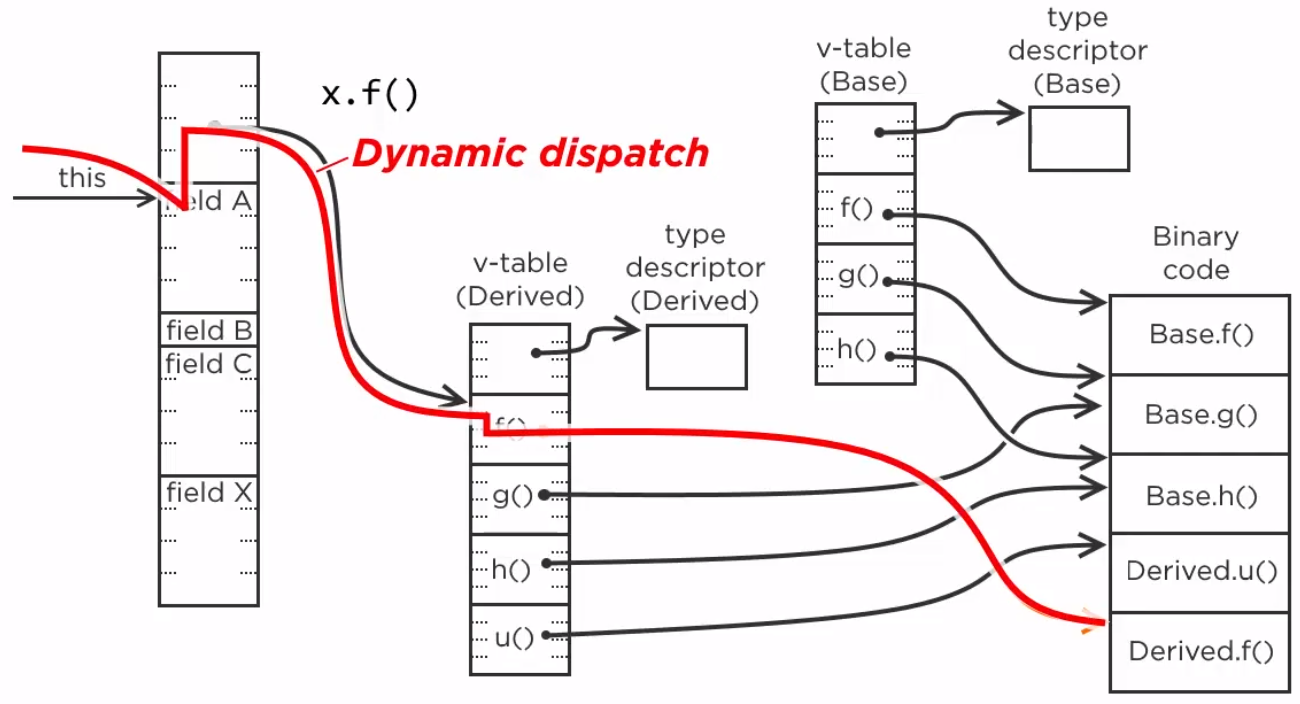 x.f()
Dynamic dispatch
this
field A
field B
field C
field X
v-table
(Derived)
f()
g()
h()
u()
type
descriptor
(Derived)
v-table
(Base)
f()
g()
h()
type
descriptor
(Base)
Binary
code
Base.f()
Base.g()
Base.h()
Derived.u()
Derived.f()